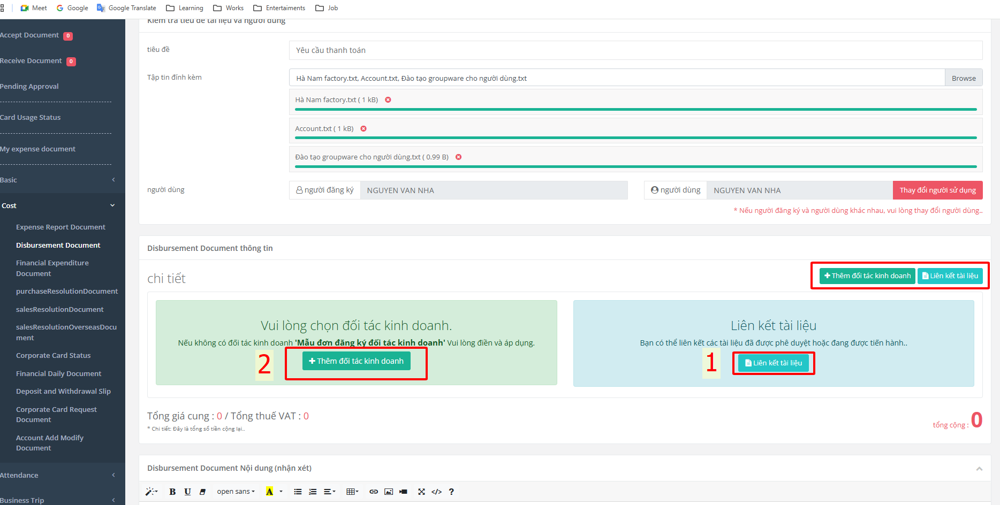 Meet
Google
Google Translate
Learning
Works
Entertaiments
Job
Accept Document 0
Receive Document 0
Pending Approval
Card Usage Status
My expense document
Basic
Cost
Expense Report Document
Disbursement Document
Financial Expenditure
Document
purchaseResolutionDocument
salesResolutionDocument
salesResolutionOverseasDocu
ment
Corporate Card Status
Financial Daily Document
Deposit and Withdrawal Slip
Corporate Card Request
Document
Account Add Modify
Document
Attendance
Business Trip
Kiểm tra tiêu đề tài liệu và người dùng
tiêu đề
Yêu cầu thanh toán
Tập tin đính kèm
Hà Nam factory.txt, Account.txt, Đào tạo groupware cho người dùng.txt
Browse
Hà Nam factory.txt ( 1 kB)
Account.txt ( 1 kB)
Đào tạo groupware cho người dùng.txt ( 0.99 B)
người dùng
người đăng ký
NGUYEN VAN NHA
người dùng
NGUYEN VAN NHA
Thay đổi người sử dụng
* Nếu người đăng ký và người dùng khác nhau, vui lòng thay đổi người dùng..
Disbursement Document thông tin
chi tiết
Thêm đối tác kinh doanh
Liên kết tài liệu
Vui lòng chọn đối tác kinh doanh.
Nếu không có đối tác kinh doanh 'Mẫu đơn đăng ký đối tác kinh doanh' Vui lòng điền và áp dụng.
2
Thêm đối tác kinh doanh
Liên kết tài liệu
Bạn có thể liên kết các tài liệu đã được phê duyệt hoặc đang được tiến hành..
1
Liên kết tài liệu
Tổng giá cung : 0 / Tổng thuế VAT : 0
* Chi tiết: Đây là tổng số tiền cộng lại..
tổng cộng : 0
Disbursement Document Nội dung (nhận xét)
B U open sans A </> ?